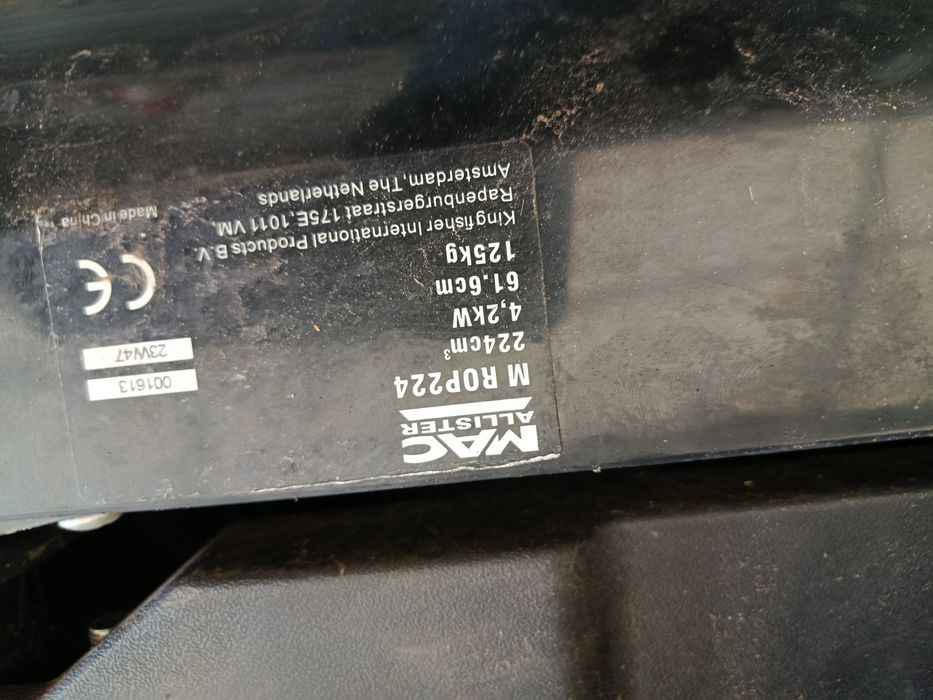 MAC
ALLISTER
M ROP224
224cm³
4,2kW
61.6cm
125kg
Kingfisher International Products B.V.
Rapenburgerstraat 175E, 1011 VM,
Amsterdam, The Netherlands
001613
23W47
CE
Made in China